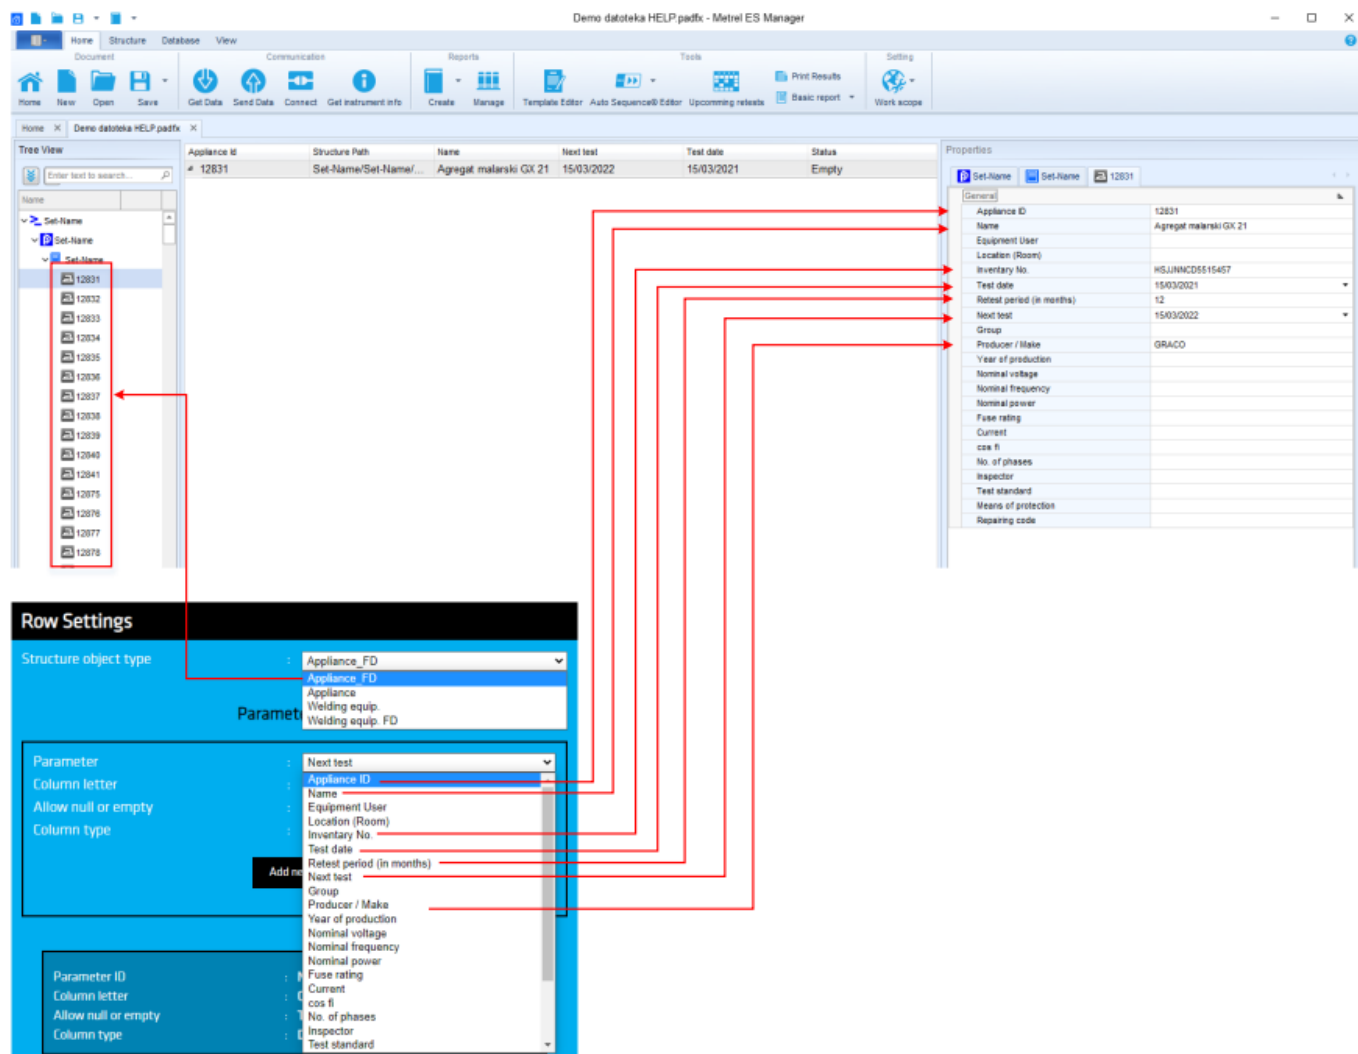 Demo datoteka HELP.padfx - Metrel ES Manager
Home Structure Database View
Document Communication Reports Tools Setting
Home New Open Save Get Data Send Data Connect Get instrument info Create Manage Template Editor Auto Sequence® Editor Upcomming retests Print Results Basic report Work scope
Home X Demo datoteka HELP.padfx X
Tree View
Enter text to search...
Name
Set-Name
Set-Name
Set-Name
12831
12832
12833
12834
12835
12836
12837
12838
12839
12840
12841
12875
12876
12877
12878
Appliance Id Structure Path Name Next test Test date Status
12831 Set-Name/Set-Name/... Agregat malarski GX 21 15/03/2022 15/03/2021 Empty
Properties
Set-Name Set-Name 12831
General
Appliance ID 12831
Name Agregat malarski GX 21
Equipment User
Location (Room)
Inventary No. HSJJNNCD5515457
Test date 15/03/2021
Retest period (in months) 12
Next test 15/03/2022
Group
Producer / Make GRACO
Year of production
Nominal voltage
Nominal frequency
Nominal power
Fuse rating
Current
cos fi
No. of phases
Inspector
Test standard
Means of protection
Repairing code
Row Settings
Structure object type : Appliance_FD
Appliance_FD
Appliance
Welding equip.
Welding equip. FD
Paramet
Parameter : Next test
Column letter :
Allow null or empty :
Column type :
Add ne
Appliance ID
Name
Equipment User
Location (Room)
Inventary No.
Test date
Retest period (in months)
Next test
Group
Producer / Make
Year of production
Nominal voltage
Nominal frequency
Nominal power
Fuse rating
Current
cos fi
No. of phases
Inspector
Test standard
Parameter ID :
Column letter :
Allow null or empty :
Column type :